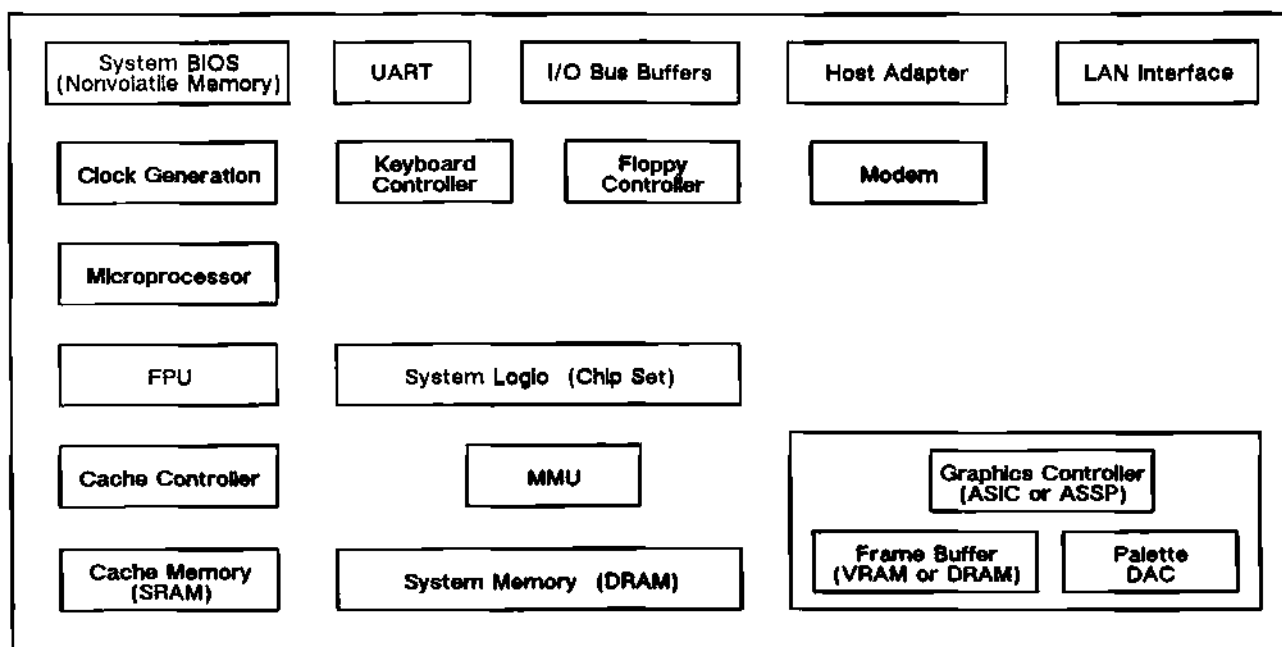 System BIOS
(Nonvolatile Memory)
UART
I/O Bus Buffers
Host Adapter
LAN Interface
Clock Generation
Keyboard
Controller
Floppy
Controller
Modem
Microprocessor
FPU
System Logic (Chip Set)
Cache Controller
MMU
Graphics Controller
(ASIC or ASSP)
Cache Memory
(SRAM)
System Memory (DRAM)
Frame Buffer
(VRAM or DRAM)
Palette
DAC